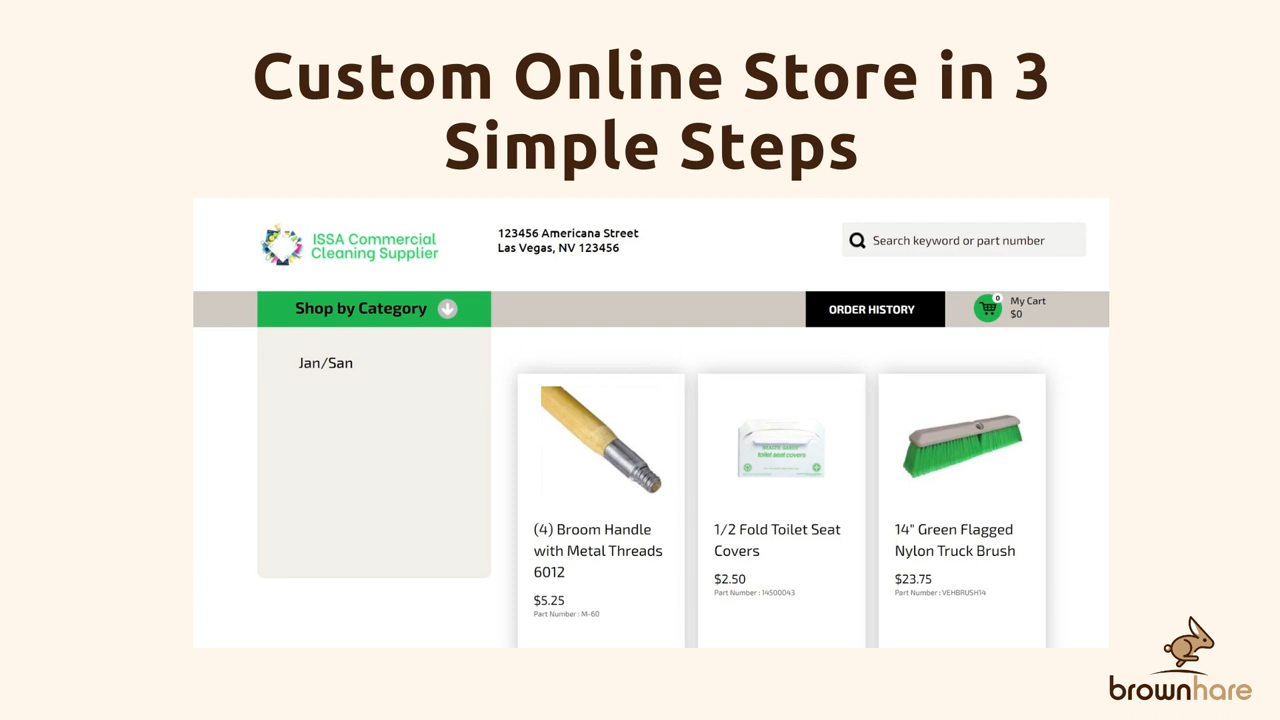 Custom Online Store in 3
Simple Steps
ISSA Commercial
Cleaning Supplier
123456 Americana Street
Las Vegas, NV 123456
Search keyword or part number
Shop by Category
ORDER HISTORY
0
My Cart
$0
Jan/San
toilet seat covers
(4) Broom Handle
with Metal Threads
6012
$5.25
Part Number : M-60
1/2 Fold Toilet Seat
Covers
$2.50
Part Number : 14500043
14" Green Flagged
Nylon Truck Brush
$23.75
Part Number : VEHBRUSH14
brownhare